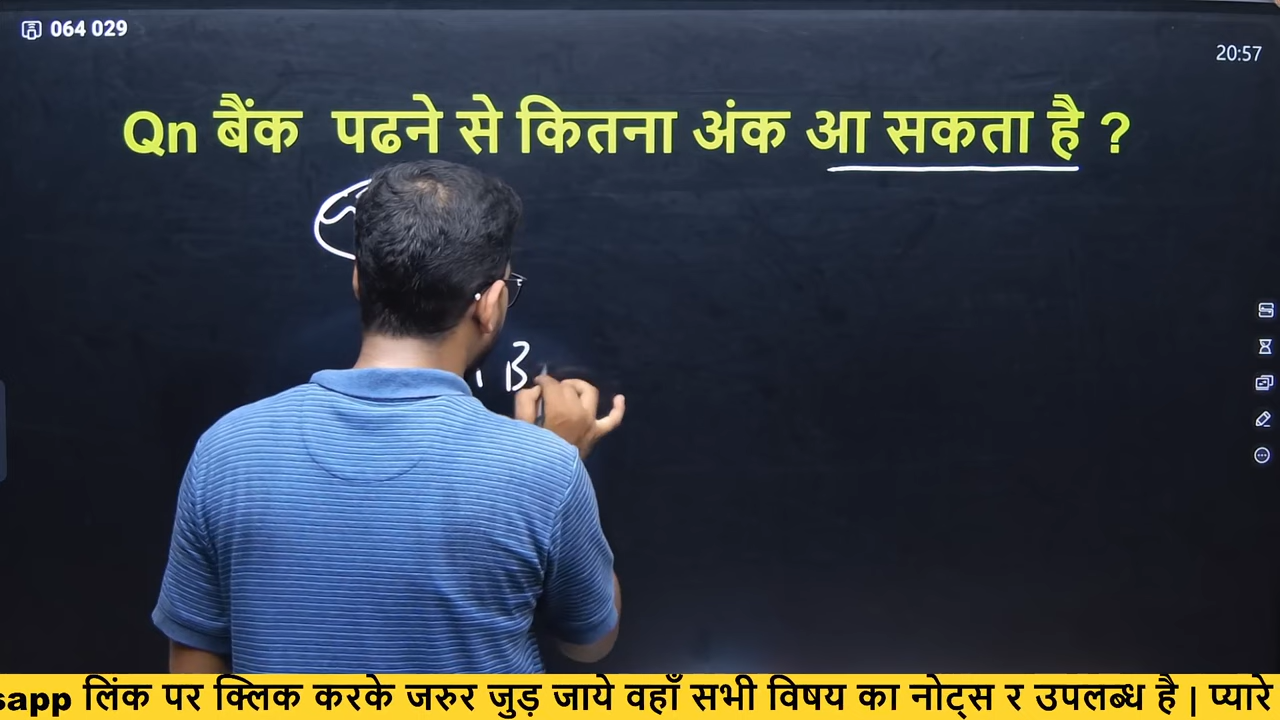 064 029
20:57
Qn बैंक पढने से कितना अंक आ सकता है ?
B
sapp लिंक पर क्लिक करके जरुर जुड़ जाये वहाँ सभी विषय का नोट्स र उपलब्ध है | प्यारे